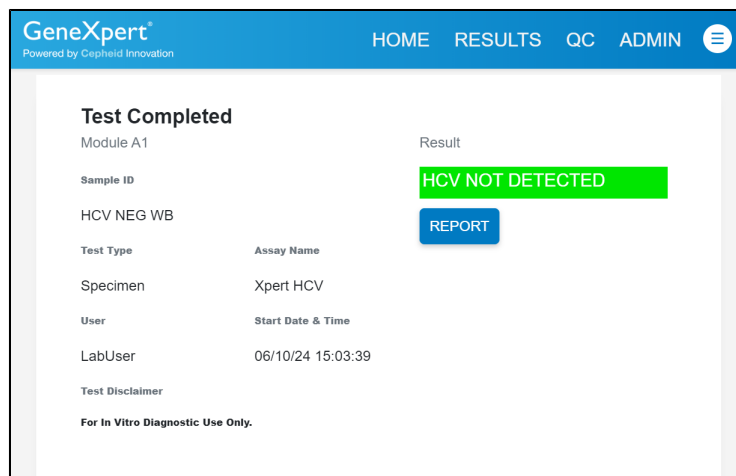 GeneXpert®
Powered by Cepheid Innovation
HOME RESULTS QC ADMIN
Test Completed
Module A1
Result
Sample ID
HCV NOT DETECTED
HCV NEG WB
REPORT
Test Type Assay Name
Specimen Xpert HCV
User Start Date & Time
LabUser 06/10/24 15:03:39
Test Disclaimer
For In Vitro Diagnostic Use Only.